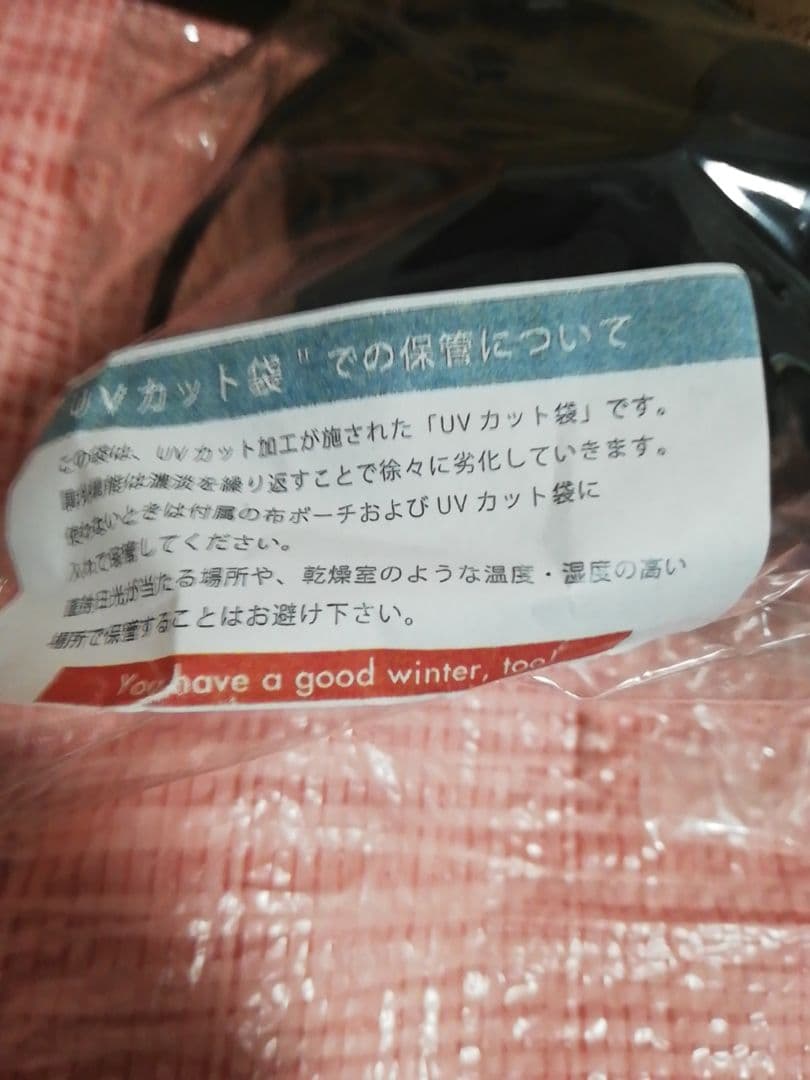 UVカット袋"での保管について
この袋は、UVカット加工が施された「UVカット袋」です。
機能は濃淡を繰り返すことで徐々に劣化していきます。
使わないときは付属の布ポーチおよびUVカット袋に
入れて保管してください。
直接日光が当たる場所や、乾燥室のような温度・湿度の高い
場所で保管することはお避け下さい。
You have a good winter, too!